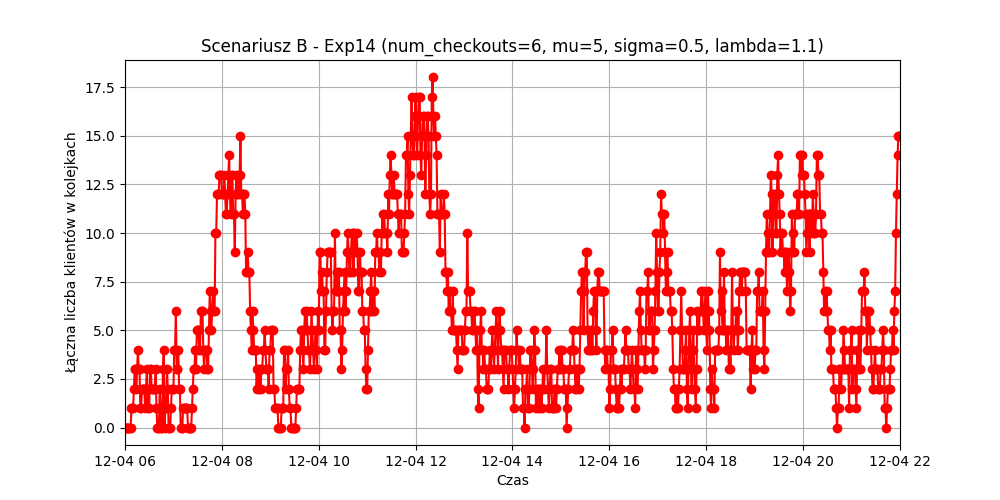 Scenariusz B - Exp14 (num_checkouts=6, mu=5, sigma=0.5, lambda=1.1)
Łączna liczba klientów w kolejkach
17.5
15.0
12.5
10.0
7.5
5.0
2.5
0.0
12-04 06 12-04 08 12-04 10 12-04 12 12-04 14 12-04 16 12-04 18 12-04 20 12-04 22
Czas